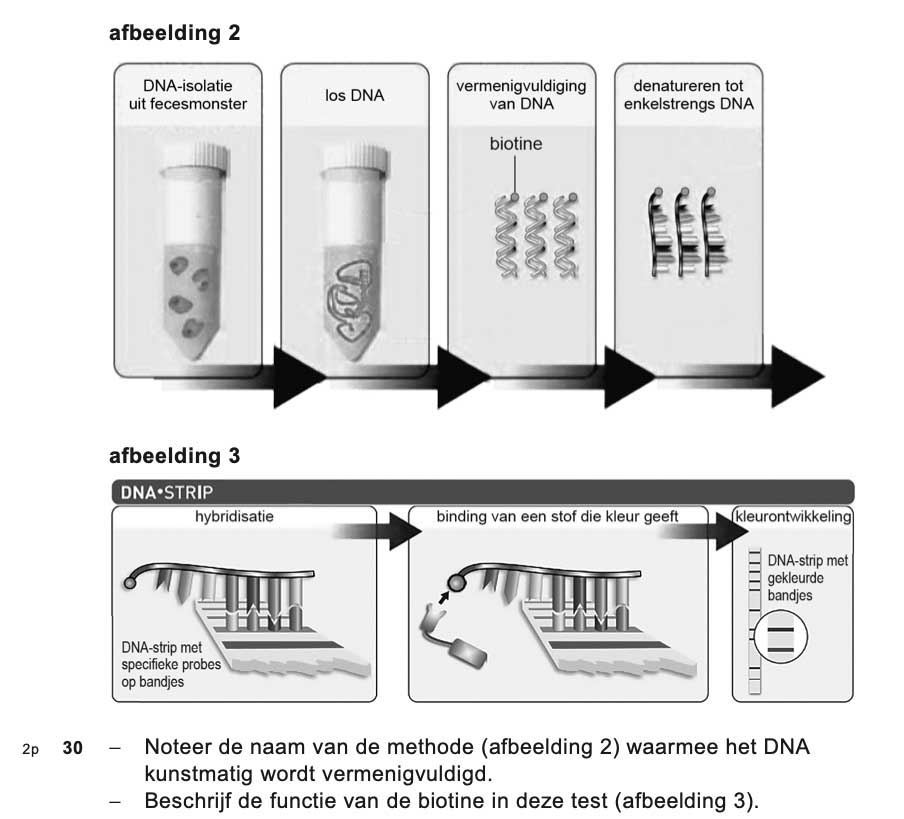 afbeelding 2
DNA-isolatie
uit fecesmonster
los DNA
vermenigvuldiging
van DNA
biotine
denatureren tot
enkelstrengs DNA
afbeelding 3
DNA•STRIP
hybridisatie
DNA-strip met
specifieke probes
op bandjes
binding van een stof die kleur geeft
kleurontwikkeling
DNA-strip met
gekleurde
bandjes
2p 30 – Noteer de naam van de methode (afbeelding 2) waarmee het DNA
kunstmatig wordt vermenigvuldigd.
– Beschrijf de functie van de biotine in deze test (afbeelding 3).